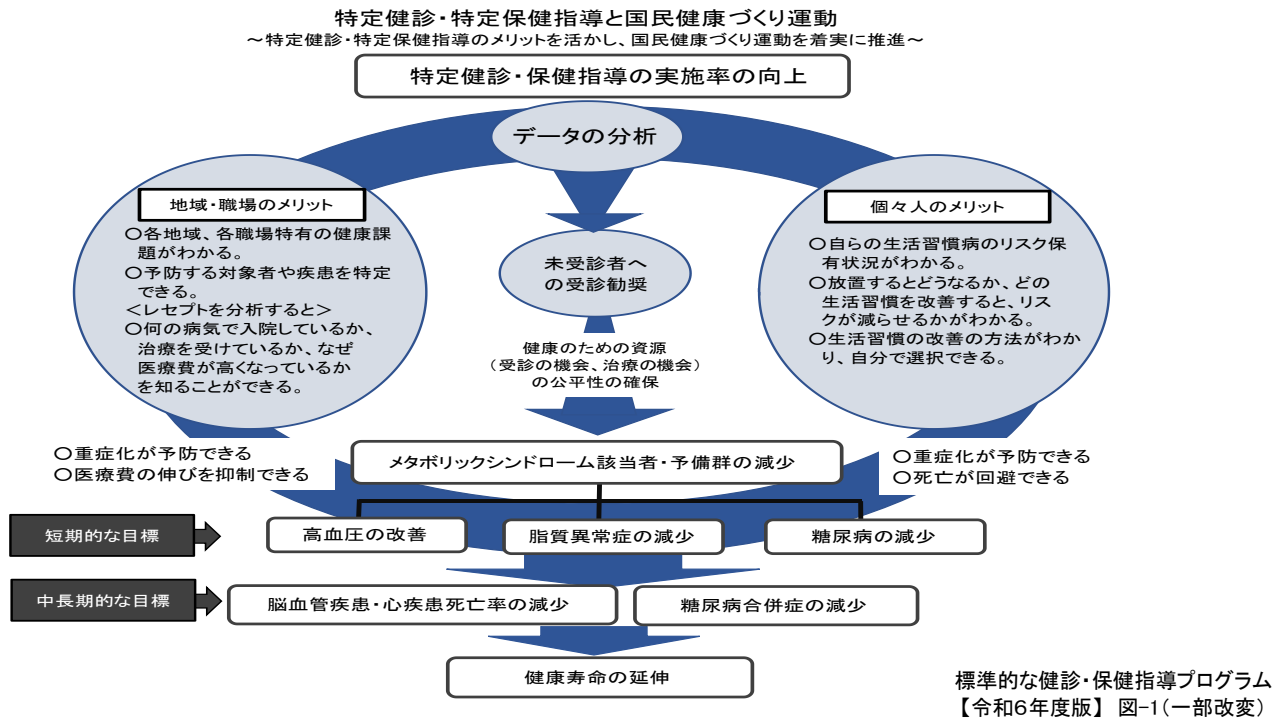 特定健診・特定保健指導と国民健康づくり運動
～特定健診・特定保健指導のメリットを活かし、国民健康づくり運動を着実に推進～
特定健診・保健指導の実施率の向上
データの分析
地域・職場のメリット
○各地域、各職場特有の健康課
題がわかる。
○予防する対象者や疾患を特定
できる。
＜レセプトを分析すると＞
○何の病気で入院しているか、
治療を受けているか、なぜ
医療費が高くなっているか
を知ることができる。
未受診者へ
の受診勧奨
健康のための資源
（受診の機会、治療の機会）
の公平性の確保
個々人のメリット
○自らの生活習慣病のリスク保
有状況がわかる。
○放置するとどうなるか、どの
生活習慣を改善すると、リス
クが減らせるかがわかる。
○生活習慣の改善の方法がわか
り、自分で選択できる。
○重症化が予防できる
○医療費の伸びを抑制できる
メタボリックシンドローム該当者・予備群の減少
○重症化が予防できる
○死亡が回避できる
短期的な目標
高血圧の改善
脂質異常症の減少
糖尿病の減少
中長期的な目標
脳血管疾患・心疾患死亡率の減少
糖尿病合併症の減少
健康寿命の延伸
標準的な健診・保健指導プログラム
【令和6年度版】 図-1（一部改変）